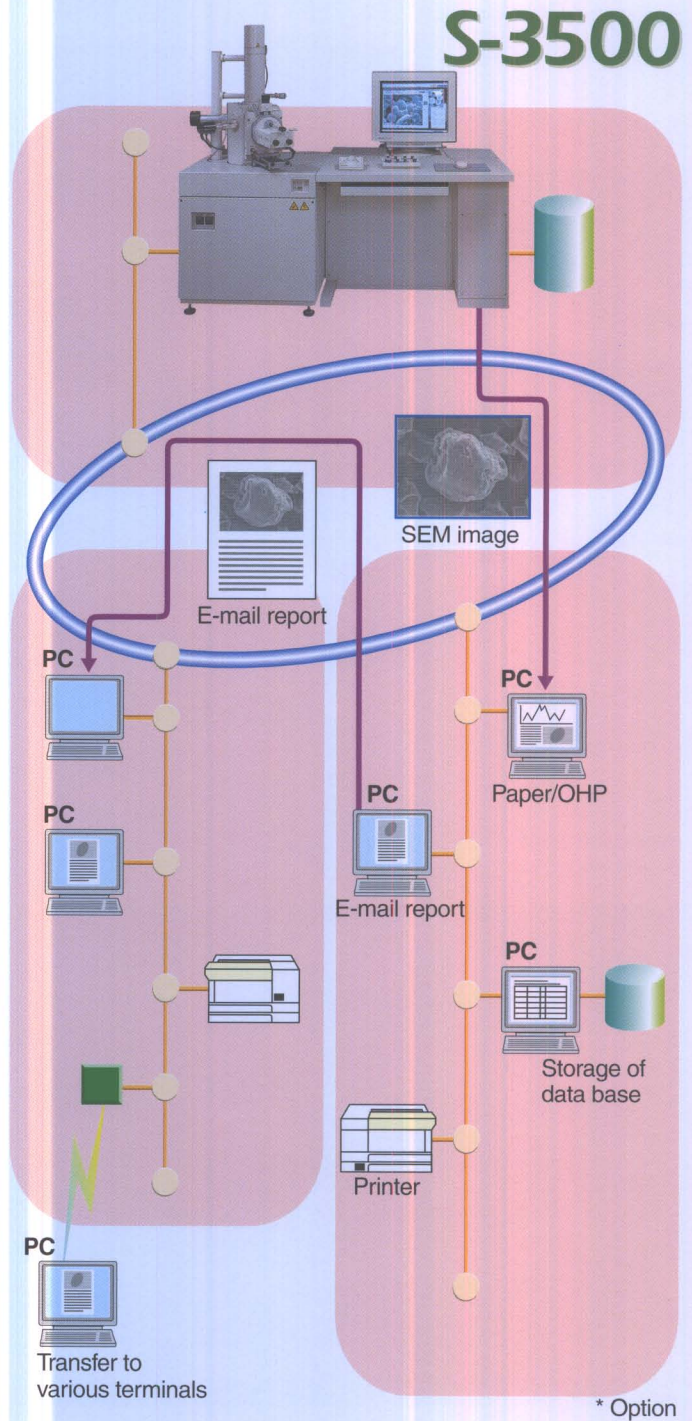 S-3500
SEM image
E-mail report
PC
PC
Paper/OHP
PC
PC
E-mail report
PC
Storage of
data base
Printer
PC
Transfer to
various terminals
* Option